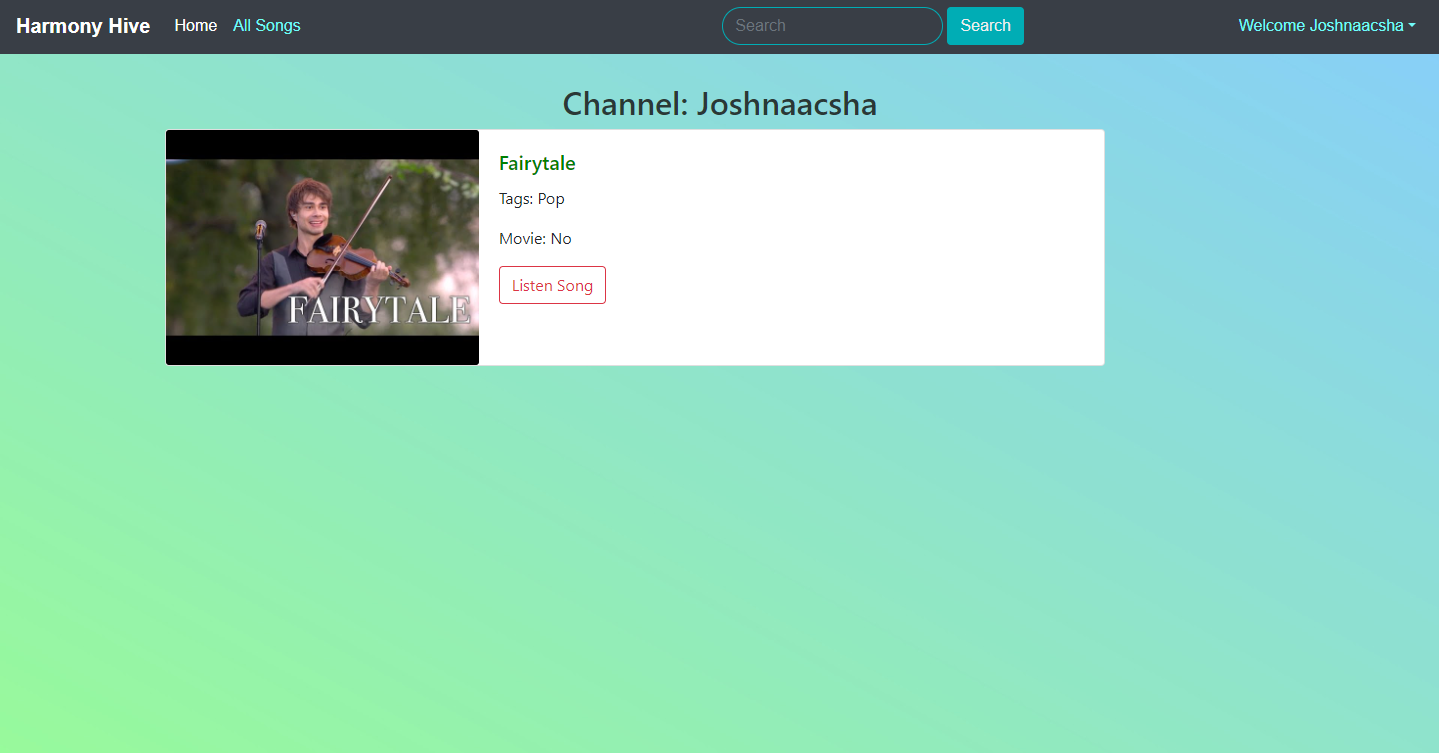 Harmony Hive Home All Songs Search Search Welcome Joshnaacsha
Channel: Joshnaacsha
FAIRYTALE
Fairytale
Tags: Pop
Movie: No
Listen Song